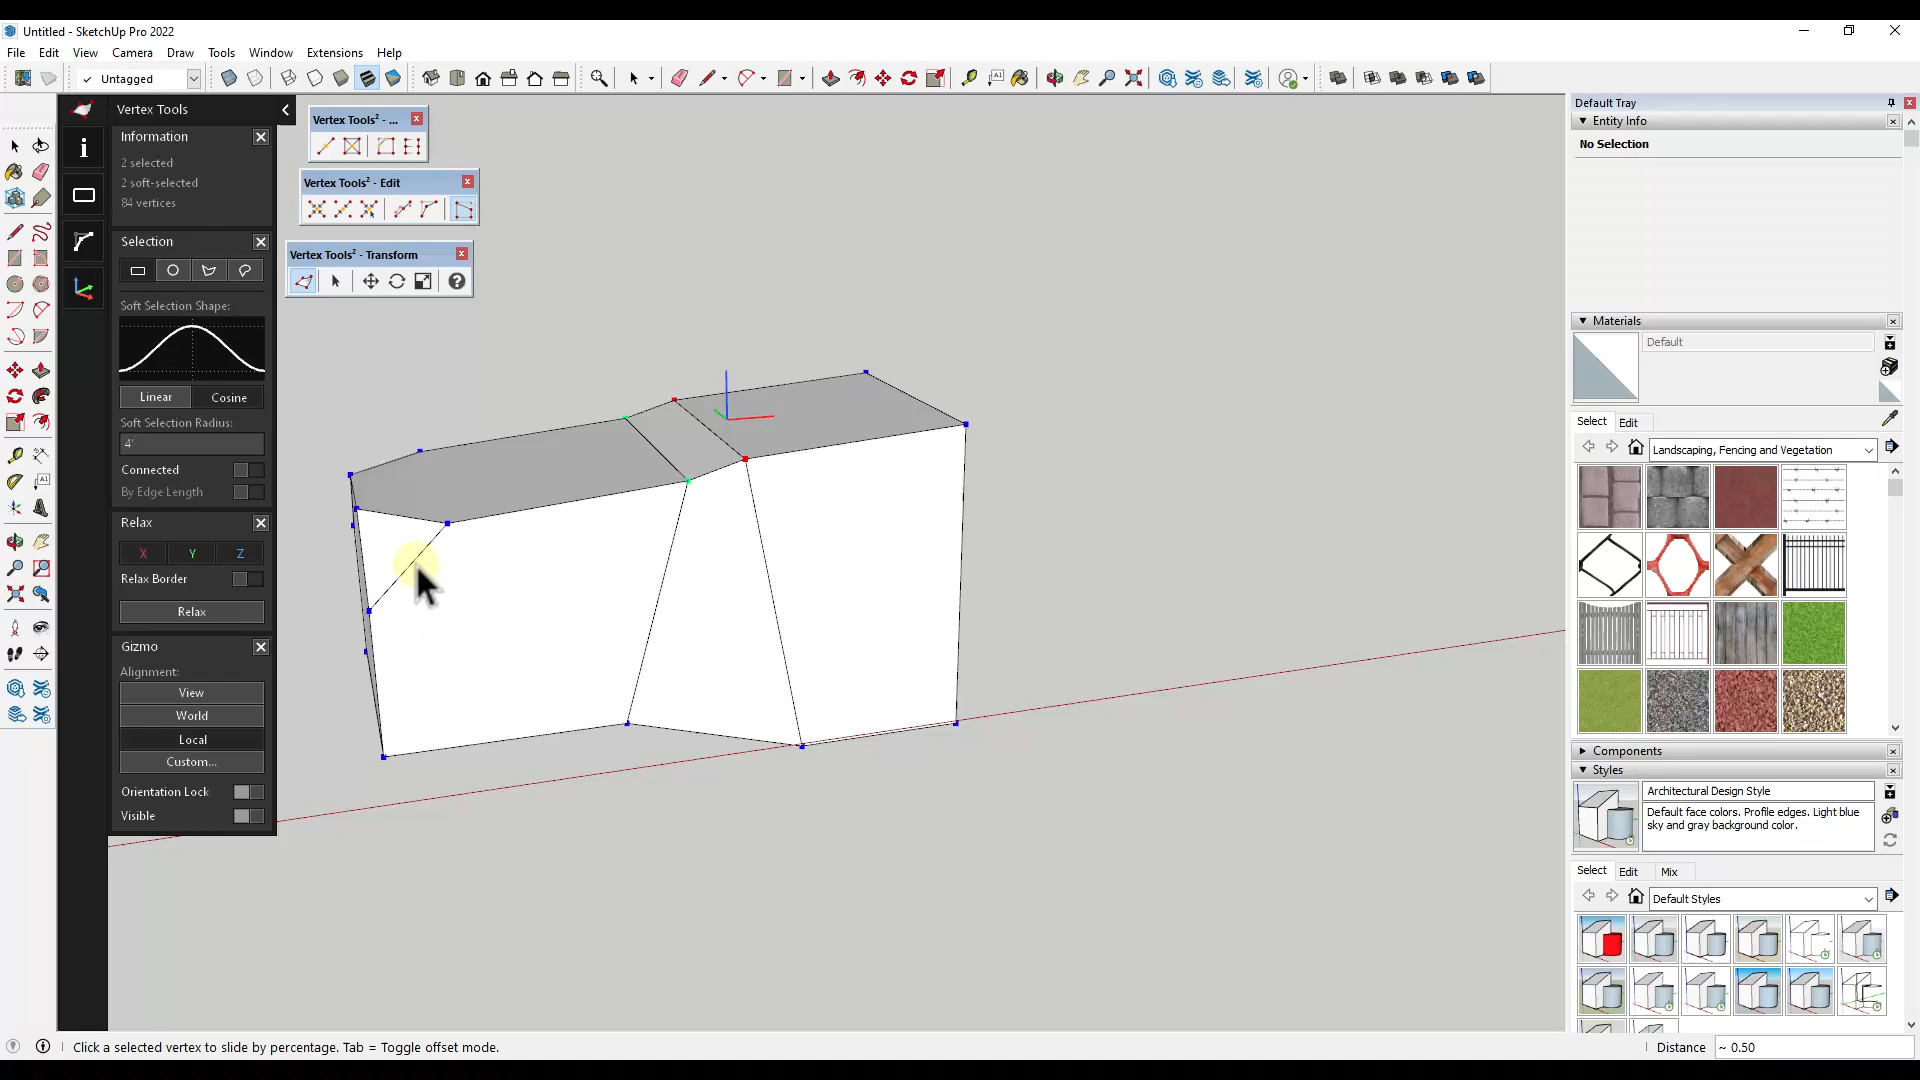 Untitled - SketchUp Pro 2022
File Edit View Camera Draw Tools Window Extensions Help
Untagged
Vertex Tools
Information
2 selected
2 soft-selected
84 vertices
Selection
Soft Selection Shape:
Linear Cosine
Soft Selection Radius:
4'
Connected
By Edge Length
Relax
X Y Z
Relax Border
Relax
Gizmo
Alignment:
View
World
Local
Custom...
Orientation Lock
Visible
Vertex Tools² - ...
Vertex Tools² - Edit
Vertex Tools² - Transform
Default Tray
Entity Info
No Selection
Materials
Default
Select Edit
Landscaping, Fencing and Vegetation
Components
Styles
Architectural Design Style
Default face colors. Profile edges. Light blue
sky and gray background color.
Select Edit Mix
Default Styles
Click a selected vertex to slide by percentage. Tab = Toggle offset mode.
Distance ~ 0.50